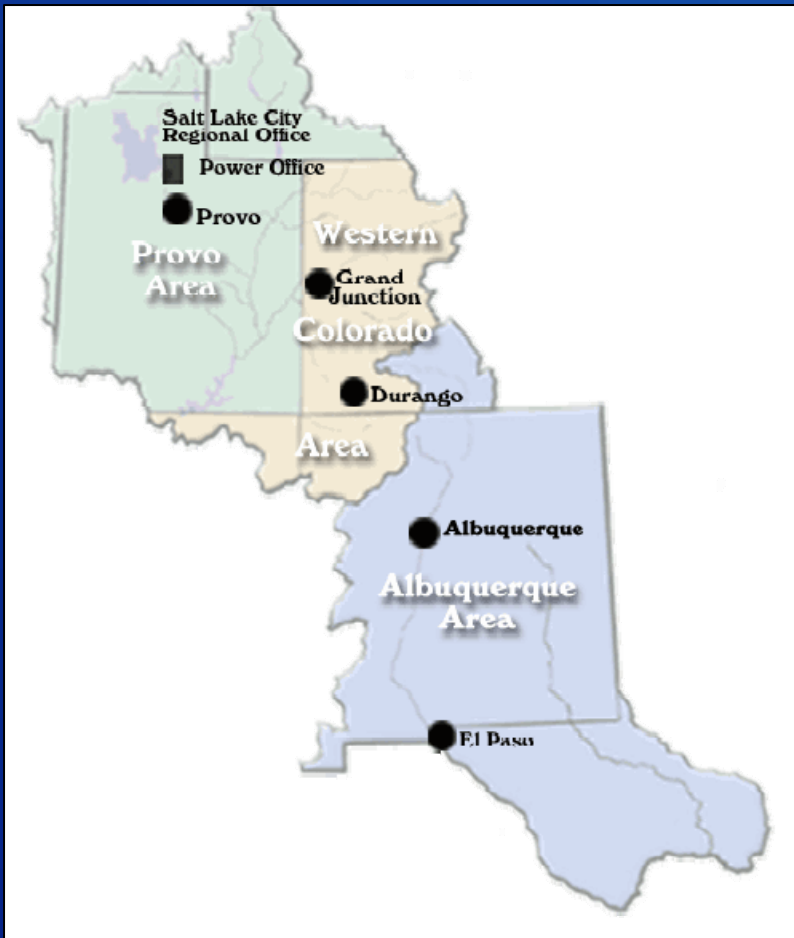 Salt Lake City
Regional Office
Power Office
Provo
Provo
Area
Western
Grand
Junction
Colorado
Durango
Area
Albuquerque
Albuquerque
Area
El Paso